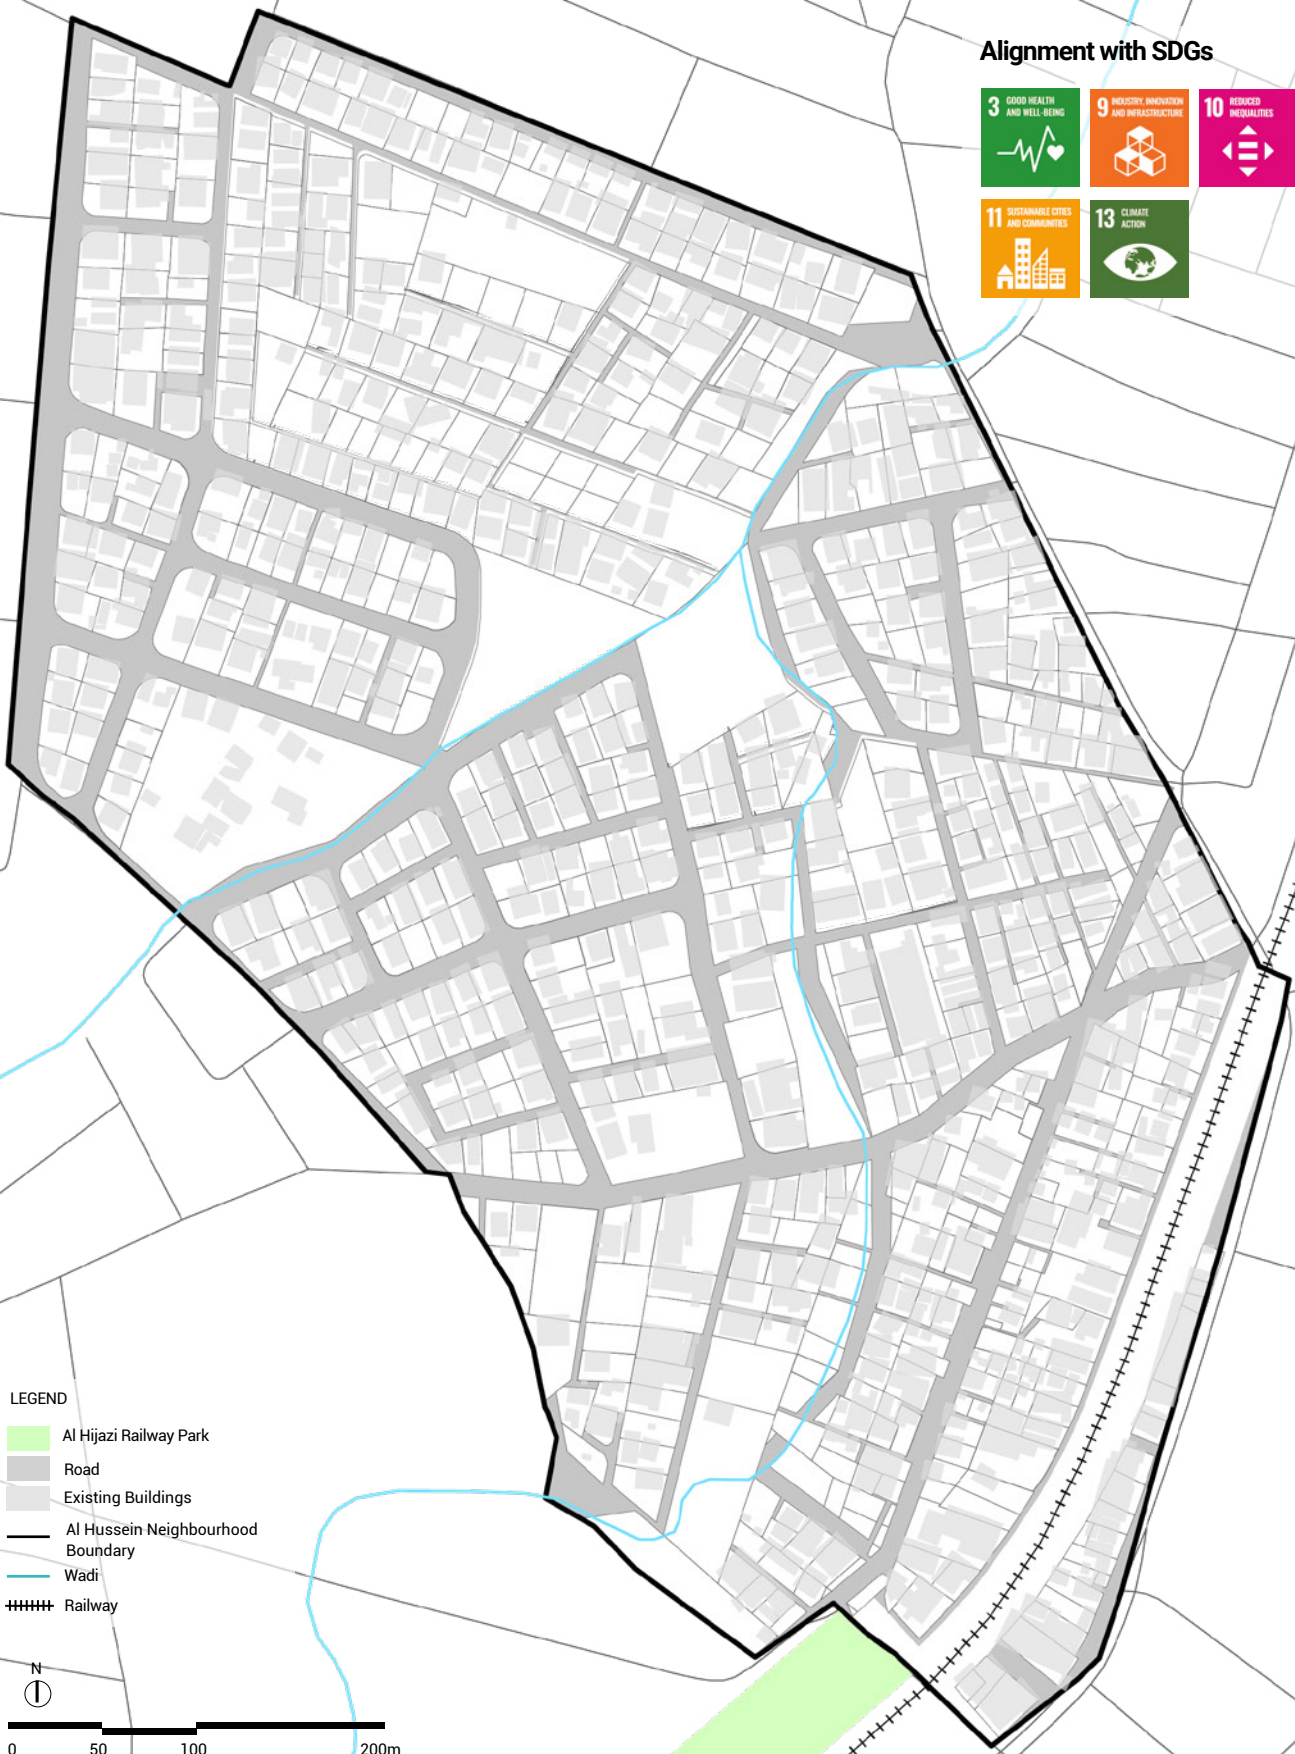 Alignment with SDGs
3 GOOD HEALTH
AND WELL-BEING
9 INDUSTRY, INNOVATION
AND INFRASTRUCTURE
10 REDUCED
INEQUALITIES
11 SUSTAINABLE CITIES
AND COMMUNITIES
13 CLIMATE
ACTION
LEGEND
Al Hijazi Railway Park
Road
Existing Buildings
Al Hussein Neighbourhood
Boundary
Wadi
Railway
N
0 50 100 200m